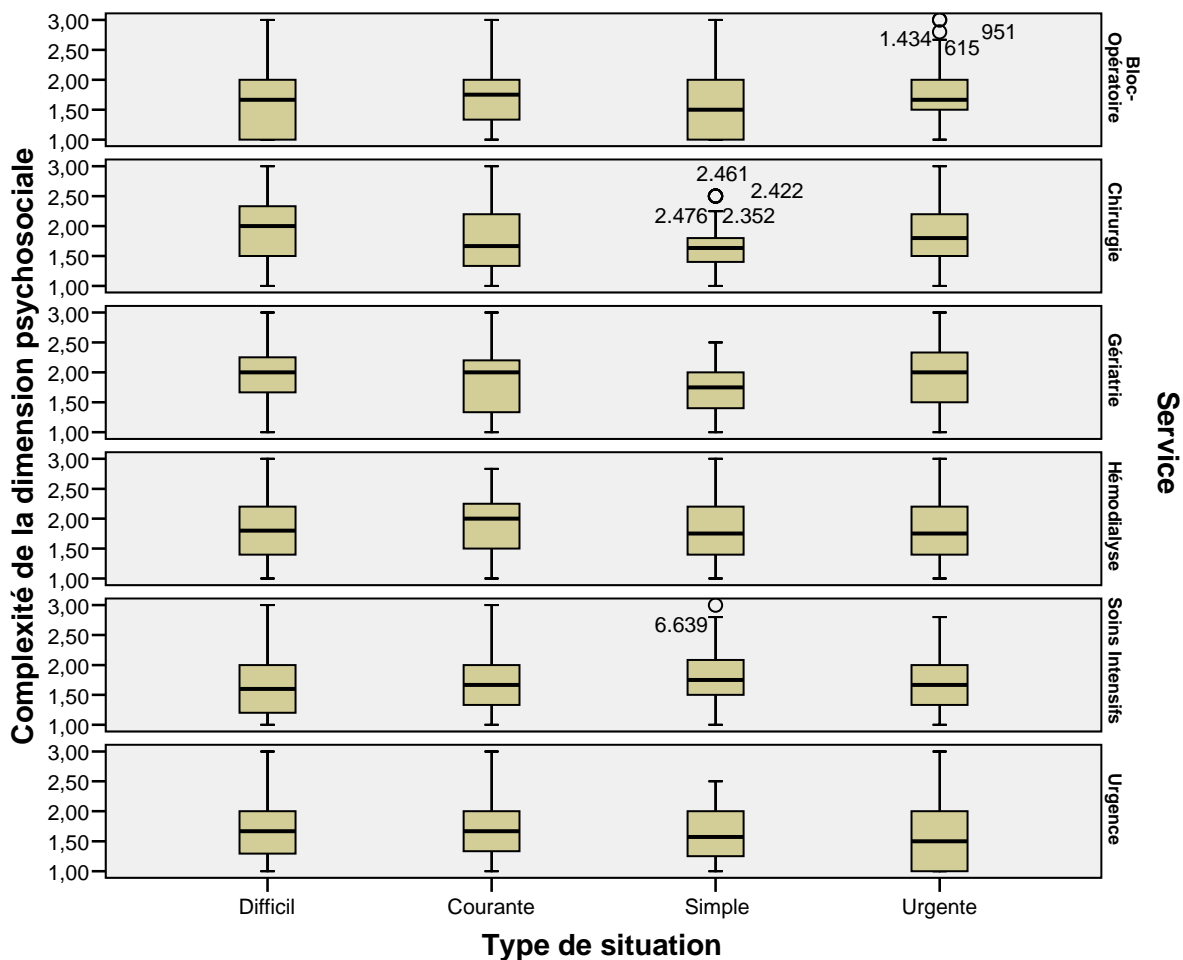 Complexité de la dimension psychosociale
3,00
2,50
2,00
1,50
1,00
1.434
615
951
Bloc-
Opératoire
3,00
2,50
2,00
1,50
1,00
2.461
2.422
2.476
2.352
Chirurgie
3,00
2,50
2,00
1,50
1,00
Gériatrie
3,00
2,50
2,00
1,50
1,00
Hémodialyse
3,00
2,50
2,00
1,50
1,00
6.639
Soins Intensifs
3,00
2,50
2,00
1,50
1,00
Urgence
Service
Difficil
Courante
Simple
Urgente
Type de situation